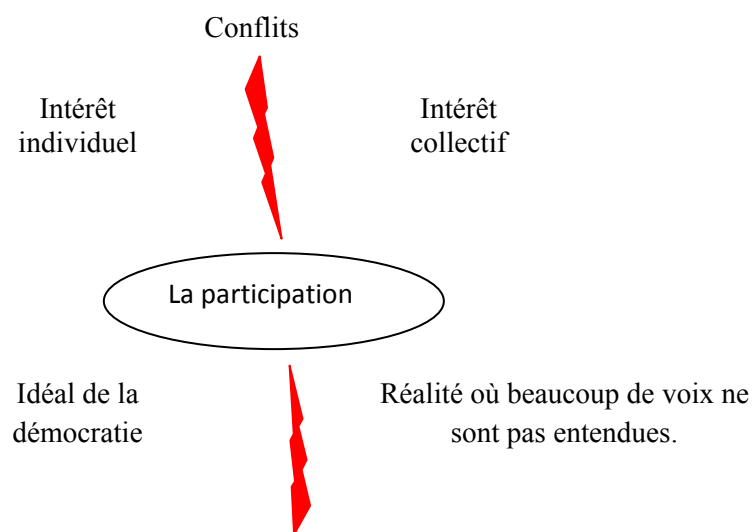 Conflits
Intérêt
individuel
Intérêt
collectif
La participation
Idéal de la
démocratie
Réalité où beaucoup de voix ne
sont pas entendues.